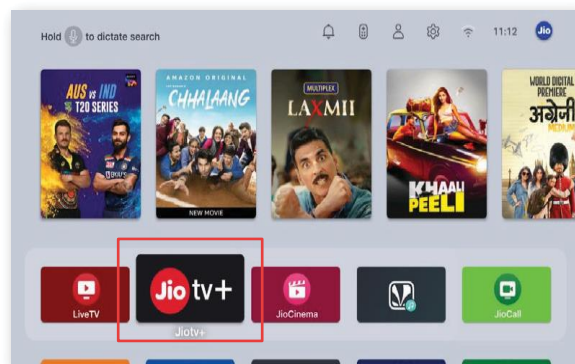 Hold to dictate search
11:12
Jio
AUS vs IND
T20 SERIES
AMAZON ORIGINAL
CHHALAANG
NEW MOVIE
MULTIPLEX
LAXMII
KHAALI
PEELI
WORLD DIGITAL
PREMIERE
अंग्रेज़ी
MEDIUM
LiveTV
Jio tv+
Jiotv+
JioCinema
JioCall